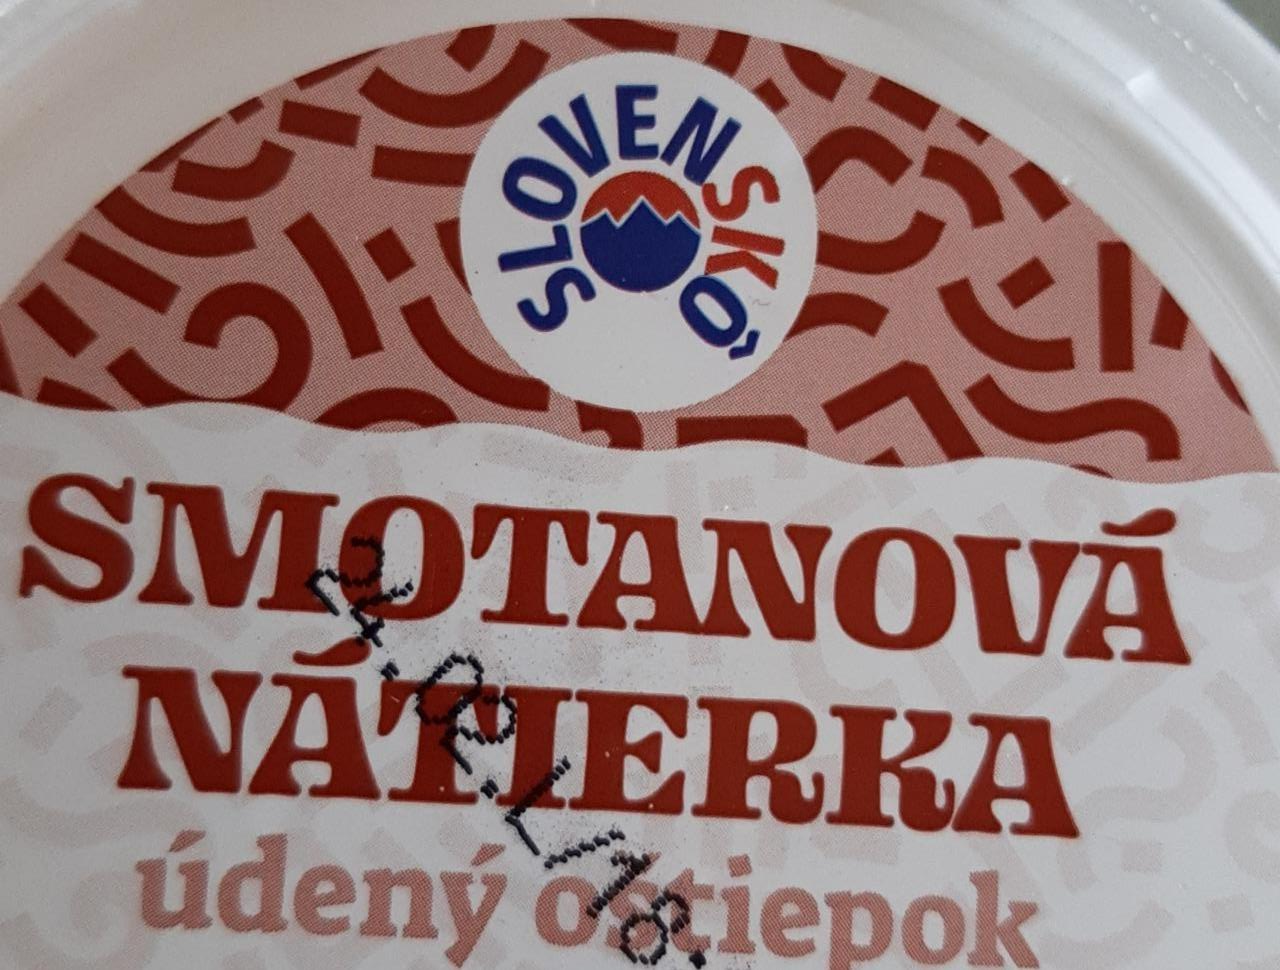 SLOVENSKO
SMOTANOVÁ
NÁTIERKA
údený oštiepok